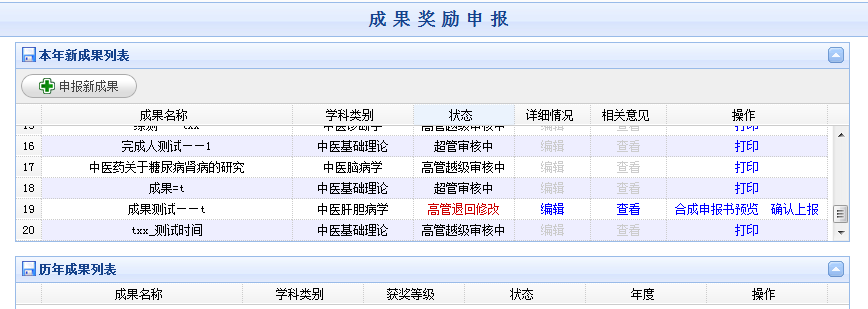 成果奖励申报
本年新成果列表
申报新成果
成果名称 学科类别 状态 详细情况 相关意见 操作
15 综测 txx 中医诊断学 高管越级审核中 编辑 查看 打印
16 完成人测试——1 中医基础理论 超管审核中 编辑 查看 打印
17 中医药关于糖尿病肾病的研究 中医脑病学 高管越级审核中 编辑 查看 打印
18 成果=t 中医基础理论 超管审核中 编辑 查看 打印
19 成果测试——t 中医肝胆病学 高管退回修改 编辑 查看 合成申报书预览 确认上报
20 txx_测试时间 中医基础理论 高管越级审核中 编辑 查看 打印
历年成果列表
成果名称 学科类别 获奖等级 状态 年度 操作